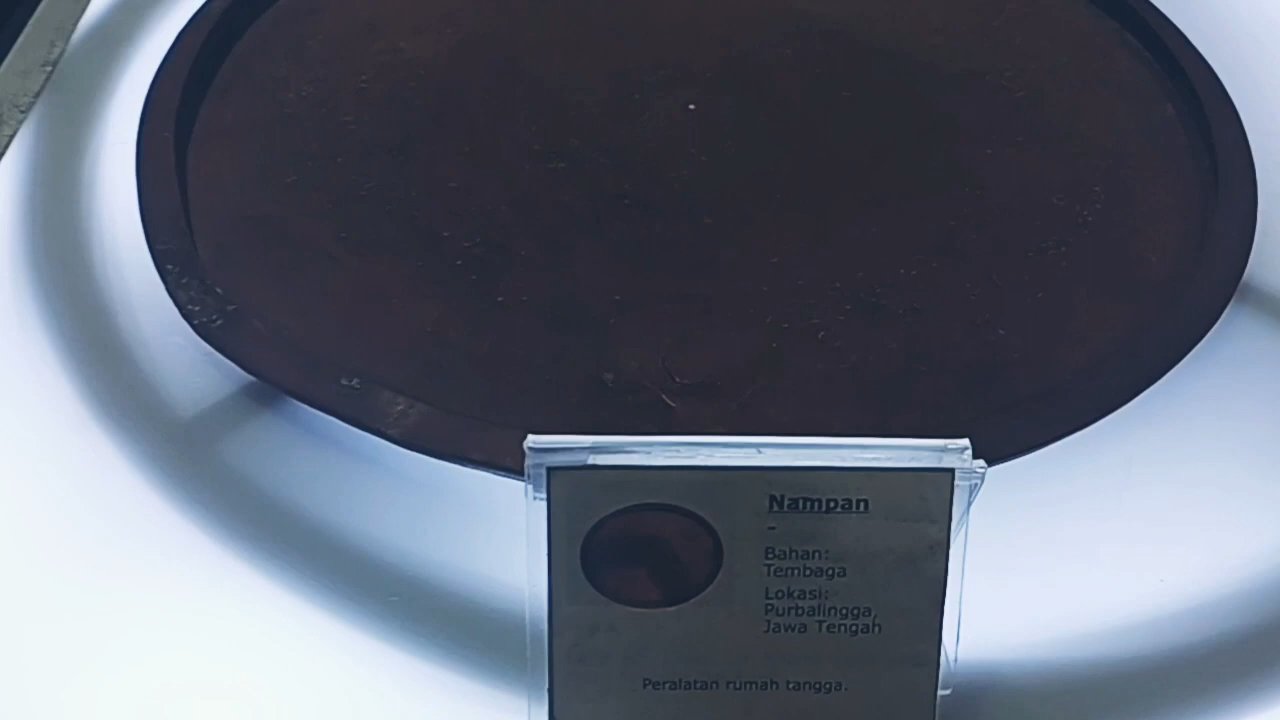 Nampan
-
Bahan:
Tembaga
Lokasi:
Purbalingga,
Jawa Tengah
Peralatan rumah tangga.